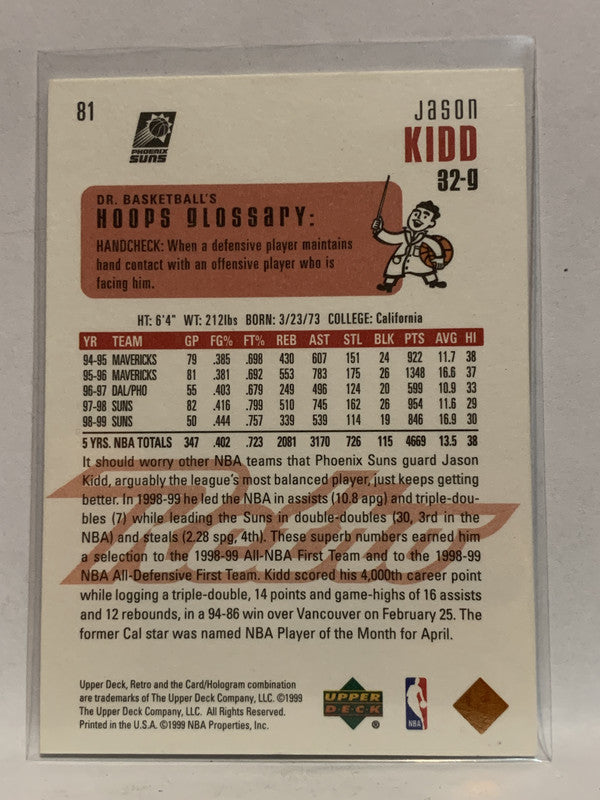 81
PHOENIX
SUNS
Jason
KIDD
32-g
DR. BASKETBALL'S
HOOPS GLOSSARY:
HANDCHECK: When a defensive player maintains
hand contact with an offensive player who is
facing him.
HT: 6'4" WT: 212lbs BORN: 3/23/73 COLLEGE: California
YR TEAM GP FG% FT% REB AST STL BLK PTS AVG HI
94-95 MAVERICKS 79 .385 .698 430 607 151 24 922 11.7 38
95-96 MAVERICKS 81 .381 .692 553 783 175 26 1348 16.6 37
96-97 DAL/PHO 55 .403 .679 249 496 124 20 599 10.9 33
97-98 SUNS 82 .416 .799 510 745 162 26 954 11.6 29
98-99 SUNS 50 .444 .757 339 539 114 19 846 16.9 30
5 YRS. NBA TOTALS 347 .402 .723 2081 3170 726 115 4669 13.5 38
It should worry other NBA teams that Phoenix Suns guard Jason
Kidd, arguably the league's most balanced player, just keeps getting
better. In 1998-99 he led the NBA in assists (10.8 apg) and triple-dou-
bles (7) while leading the Suns in double-doubles (30, 3rd in the
NBA) and steals (2.28 spg, 4th). These superb numbers earned him
a selection to the 1998-99 All-NBA First Team and to the 1998-99
NBA All-Defensive First Team. Kidd scored his 4,000th career point
while logging a triple-double, 14 points and game-highs of 16 assists
and 12 rebounds, in a 94-86 win over Vancouver on February 25. The
former Cal star was named NBA Player of the Month for April.
Upper Deck, Retro and the Card/Hologram combination
are trademarks of The Upper Deck Company, LLC. ©1999
The Upper Deck Company, LLC. All Rights Reserved.
Printed in the U.S.A. ©1999 NBA Properties, Inc.
UPPER
DECK
®
NBA